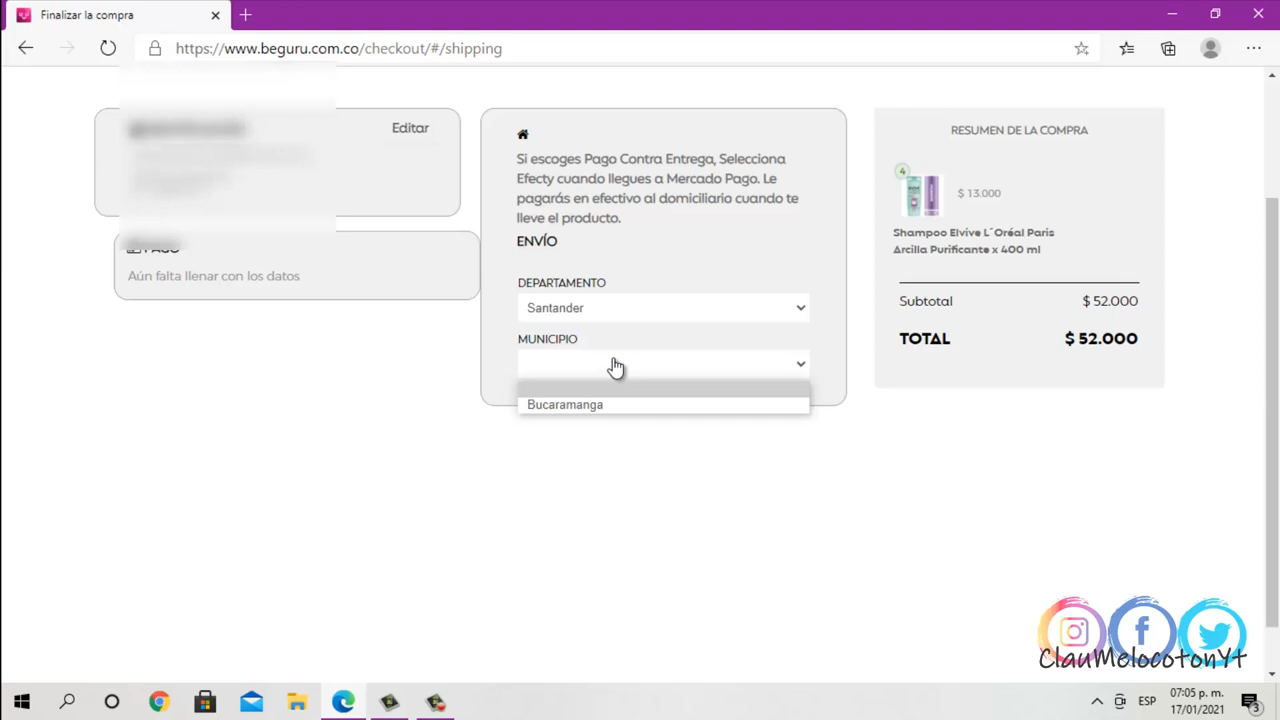 Finalizar la compra
https://www.beguru.com.co/checkout/#/shipping
Editar
PAGO
Aún falta llenar con los datos
Si escoges Pago Contra Entrega, Selecciona
Efecty cuando llegues a Mercado Pago. Le
pagarás en efectivo al domiciliario cuando te
lleve el producto.
ENVÍO
DEPARTAMENTO
Santander
MUNICIPIO
Bucaramanga
RESUMEN DE LA COMPRA
4
$ 13.000
Shampoo Elvive L´Oréal Paris
Arcilla Purificante x 400 ml
Subtotal $ 52.000
TOTAL $ 52.000
ClauMelocotonYt
ESP
07:05 p. m.
17/01/2021
3